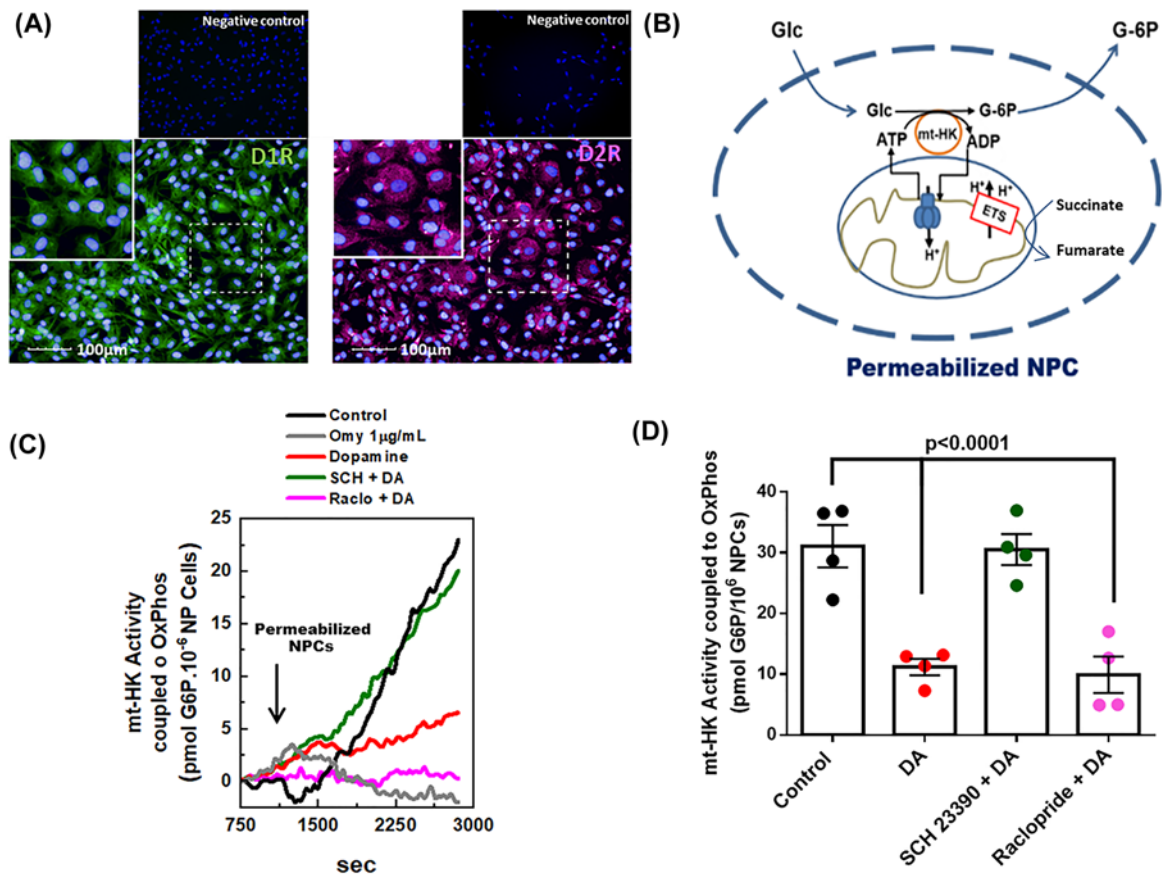 (A)
Negative control
Negative control
D1R
D2R
100µm
100µm
(B)
Glc
G-6P
Glc
G-6P
mt-HK
ATP
ADP
H⁺
H⁺
ETS
Succinate
H⁺
Fumarate
Permeabilized NPC
(C)
Control
Omy 1µg/mL
Dopamine
SCH + DA
Raclo + DA
mt-HK Activity
coupled o OxPhos
(pmol G6P.10⁻⁶ NP Cells)
25
20
15
10
5
0
Permeabilized
NPCs
750
1500
2250
3000
sec
(D)
p<0.0001
mt-HK Activity coupled to OxPhos
(pmol G6P/10⁶ NPCs)
40
30
20
10
0
Control
DA
SCH 23390 + DA
Raclopride + DA